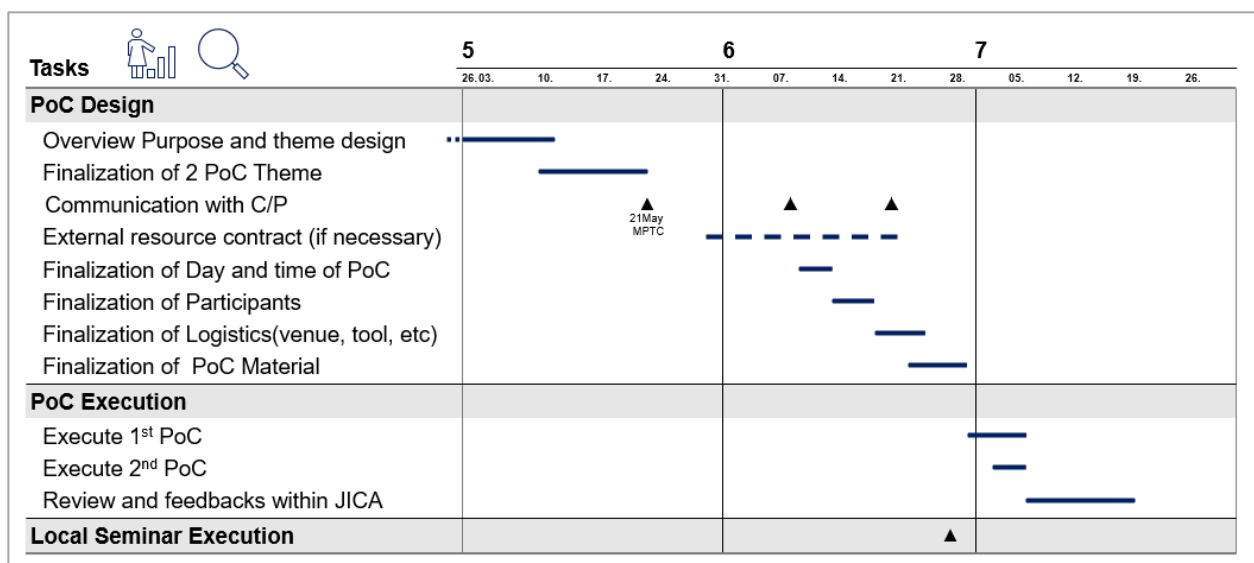 5 6 7
Tasks
26.03. 10. 17. 24. 31. 07. 14. 21. 28. 05. 12. 19. 26.
PoC Design
Overview Purpose and theme design
Finalization of 2 PoC Theme
Communication with C/P
21May
MPTC
External resource contract (if necessary)
Finalization of Day and time of PoC
Finalization of Participants
Finalization of Logistics(venue, tool, etc)
Finalization of PoC Material
PoC Execution
Execute 1st PoC
Execute 2nd PoC
Review and feedbacks within JICA
Local Seminar Execution